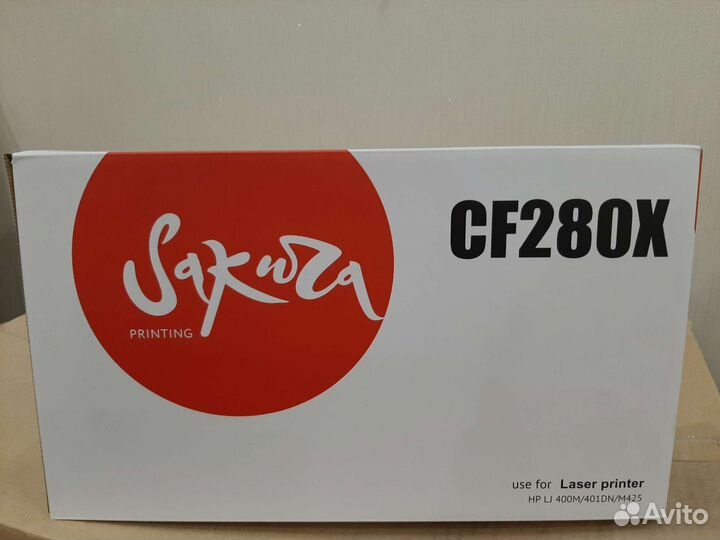 Sakura
PRINTING
CF280X
use for Laser printer
HP LJ 400M/401DN/M425
Avito